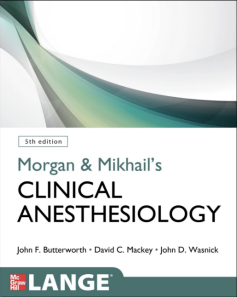 5th edition
Morgan & Mikhail's
CLINICAL
ANESTHESIOLOGY
John F. Butterworth • David C. Mackey • John D. Wasnick
Mc
Graw
Hill
LANGE®